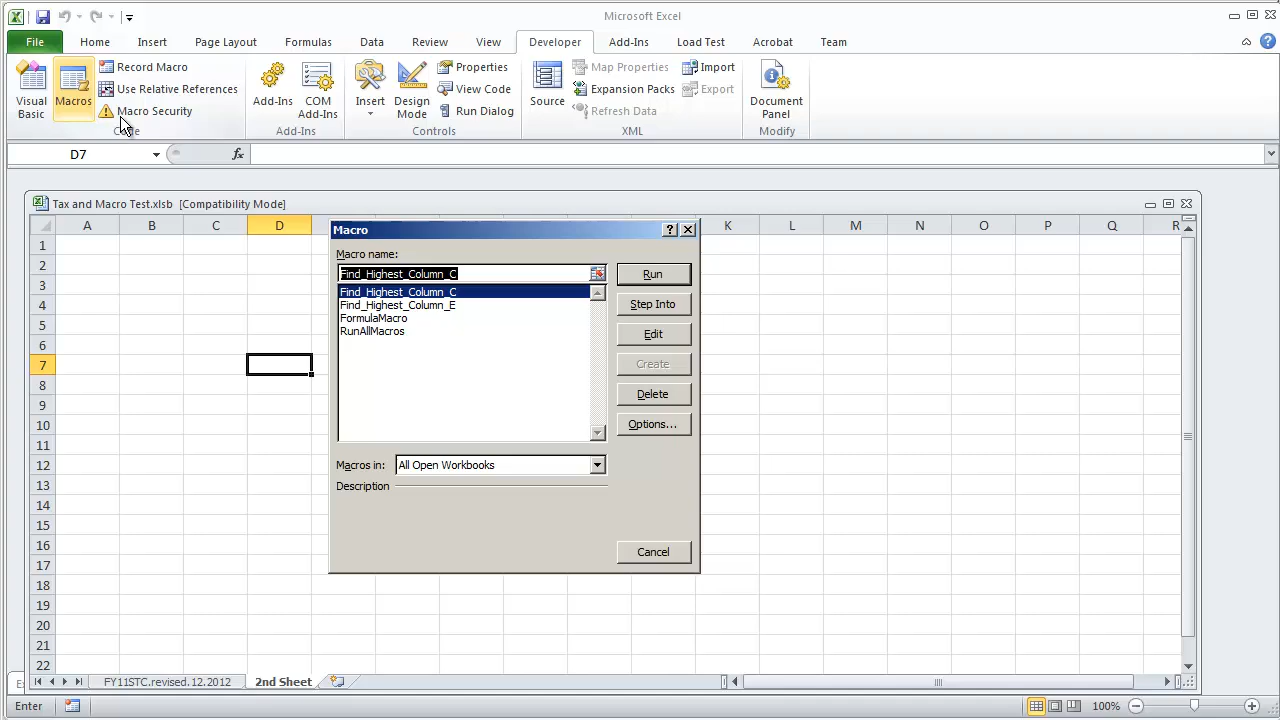 Microsoft Excel
File Home Insert Page Layout Formulas Data Review View Developer Add-Ins Load Test Acrobat Team
Visual Basic
Macros
Record Macro
Use Relative References
Macro Security
Code
Add-Ins
COM Add-Ins
Add-Ins
Insert
Design Mode
Properties
View Code
Run Dialog
Controls
Source
Map Properties
Expansion Packs
Refresh Data
Import
Export
XML
Document Panel
Modify
D7 fx
Tax and Macro Test.xlsb [Compatibility Mode]
A B C D K L M N O P Q R
1
2
3
4
5
6
7
8
9
10
11
12
13
14
15
16
17
18
19
20
21
22
Macro
Macro name:
Find_Highest_Column_C
Find_Highest_Column_C
Find_Highest_Column_E
FormulaMacro
RunAllMacros
Run
Step Into
Edit
Create
Delete
Options...
Macros in: All Open Workbooks
Description
Cancel
FY11STC.revised.12.2012 2nd Sheet
Enter 100%